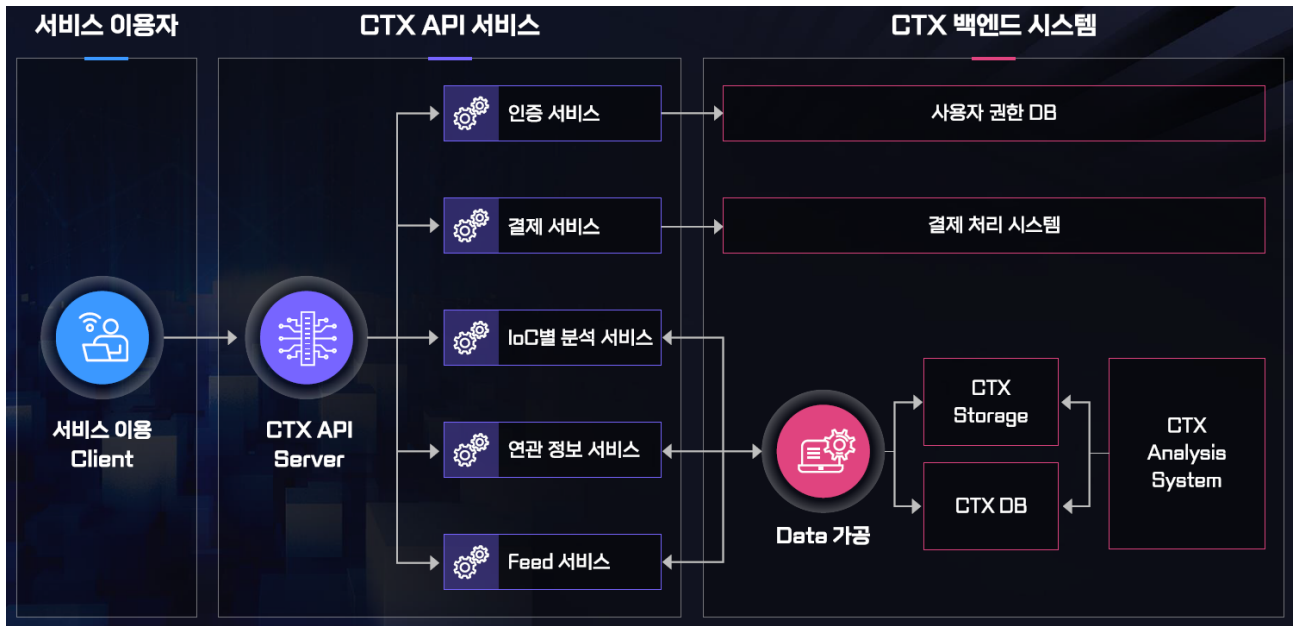 서비스 이용자
CTX API 서비스
CTX 백엔드 시스템
서비스 이용
Client
CTX API
Server
인증 서비스
결제 서비스
IoC별 분석 서비스
연관 정보 서비스
Feed 서비스
사용자 권한 DB
결제 처리 시스템
Data 가공
CTX
Storage
CTX DB
CTX
Analysis
System